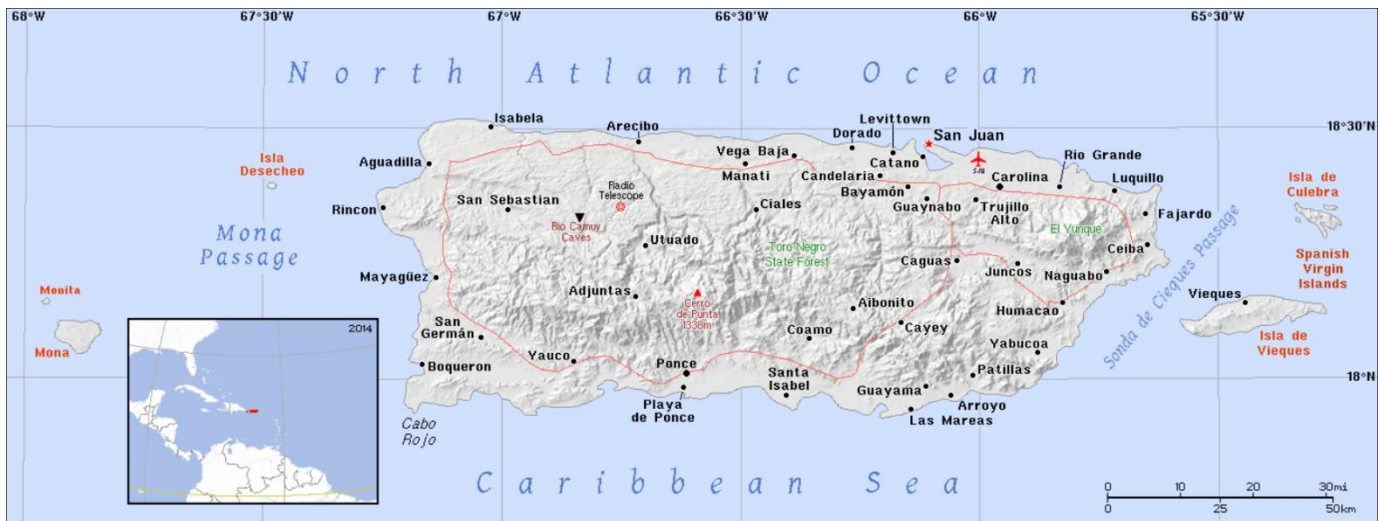 68°W
67°30'W
67°W
66°30'W
66°W
65°30'W
North Atlantic Ocean
Isabela
Arecibo
Levittown
Dorado
San Juan
18°30'N
Aguadilla
Vega Baja
Catano
Rio Grande
Isla
Desecheo
Manati
Candelaria
SJU
Carolina
Luquillo
Isla de
Culebra
Radio
Telescope
Bayamón
San Sebastian
Rincon
Ciales
Guaynabo
Trujillo
Alto
Fajardo
Rio Camuy
Caves
El Yunque
Mona
Passage
Utuado
Toro Negro
State Forest
Ceiba
Caguas
Juncos
Naguabo
Spanish
Virgin
Islands
Mayagüez
Sonda de Cieques Passage
Monita
Adjuntas
Cerro
de Punta
1338m
Aibonito
Humacao
Vieques
2014
San
Germán
Coamo
Cayey
Isla de
Vieques
Mona
Yabucoa
Boqueron
Yauco
Ponce
Santa
Isabel
Patillas
18°N
Guayama
Playa
de Ponce
Arroyo
Las Mareas
Cabo
Rojo
Caribbean Sea
0 10 20 30mi
0 25 50km